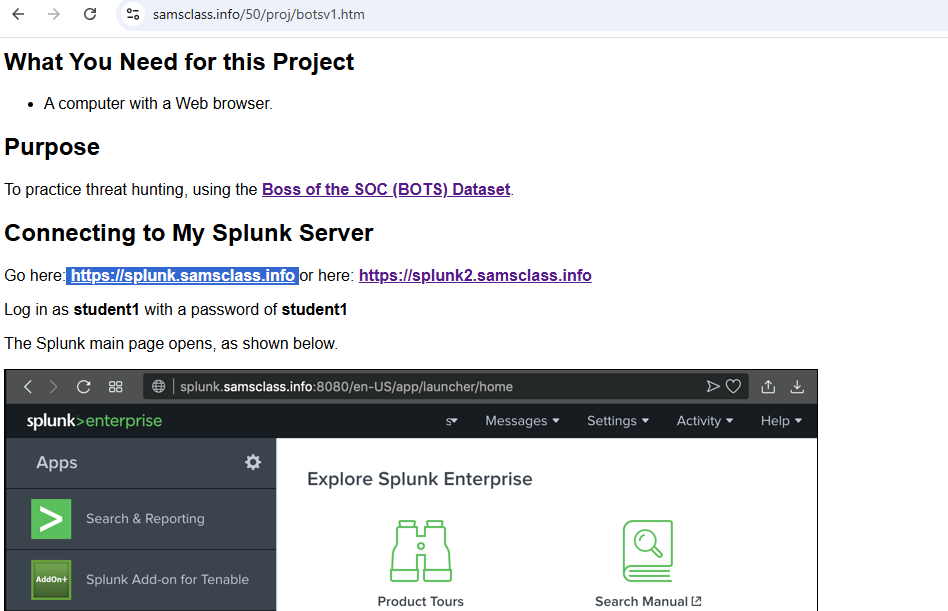 samsclass.info/50/proj/botsv1.htm
What You Need for this Project
• A computer with a Web browser.
Purpose
To practice threat hunting, using the Boss of the SOC (BOTS) Dataset.
Connecting to My Splunk Server
Go here: https://splunk.samsclass.info or here: https://splunk2.samsclass.info
Log in as student1 with a password of student1
The Splunk main page opens, as shown below.
splunk.samsclass.info:8080/en-US/app/launcher/home
splunk>enterprise s Messages Settings Activity Help
Apps
Explore Splunk Enterprise
Search & Reporting
AddOn+ Splunk Add-on for Tenable
Product Tours
Search Manual